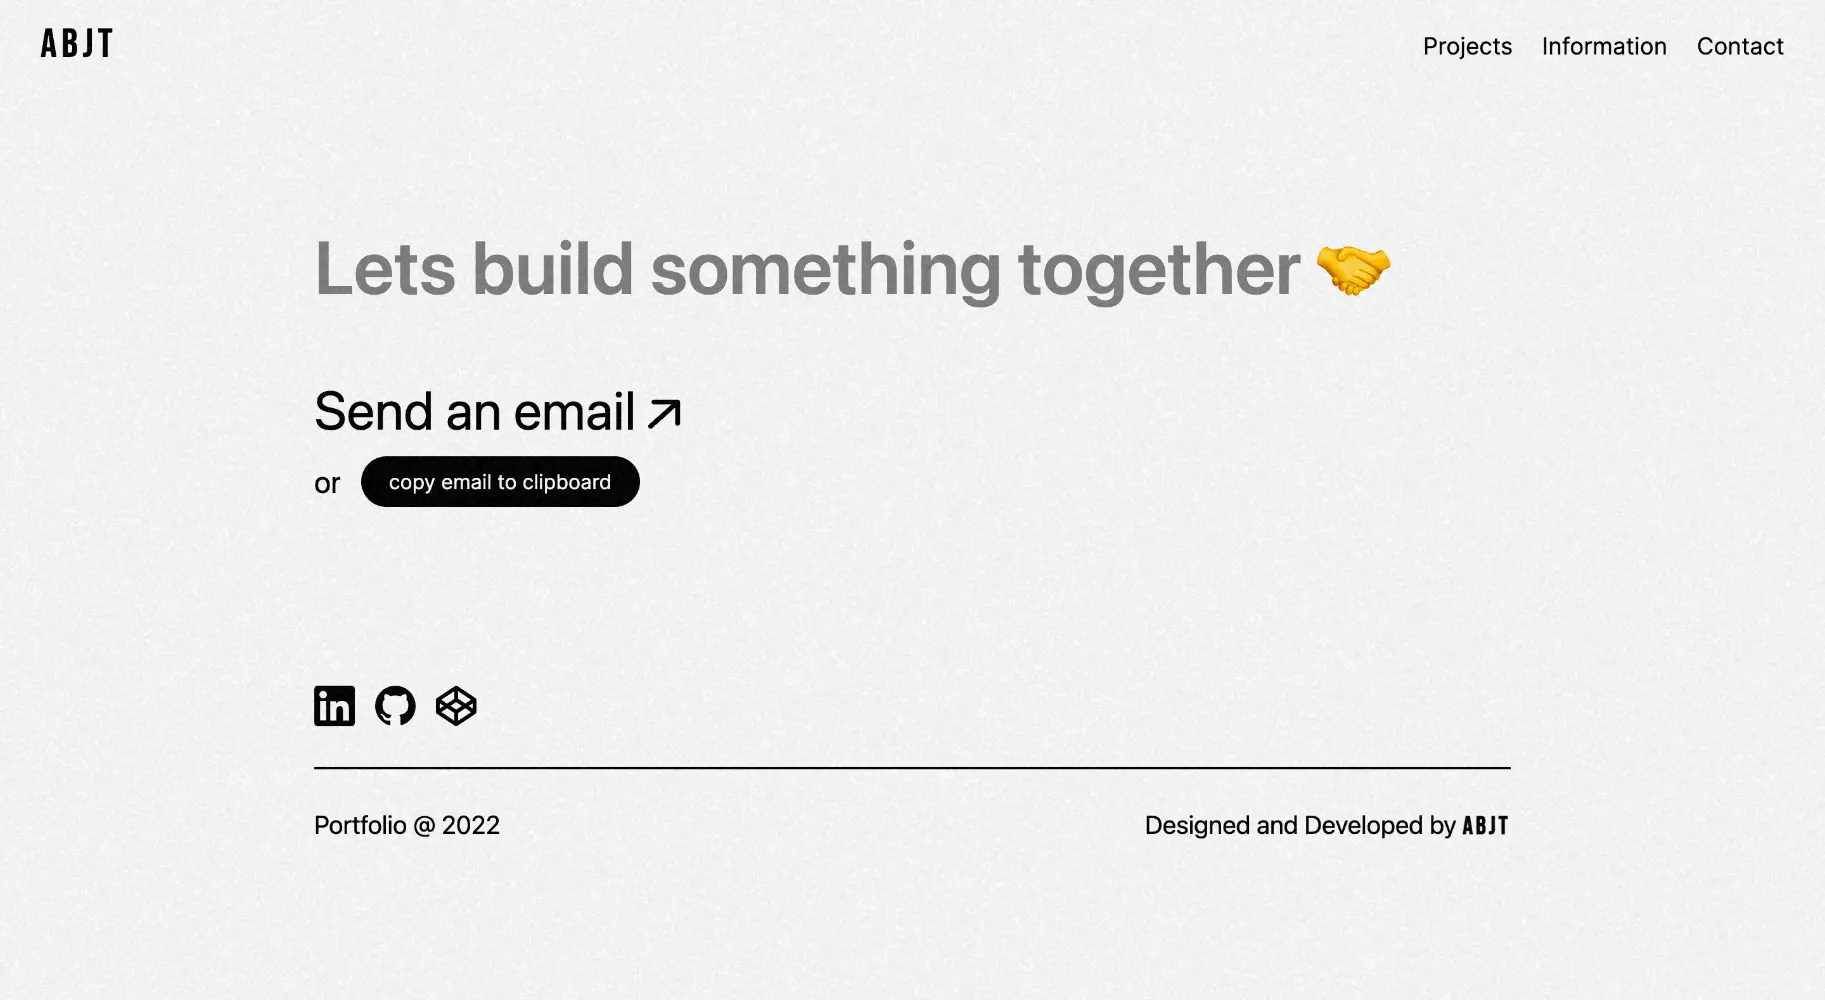 ABJT
Projects Information Contact
Lets build something together 🤝
Send an email ↗
or copy email to clipboard
in
Portfolio @ 2022
Designed and Developed by ABJT